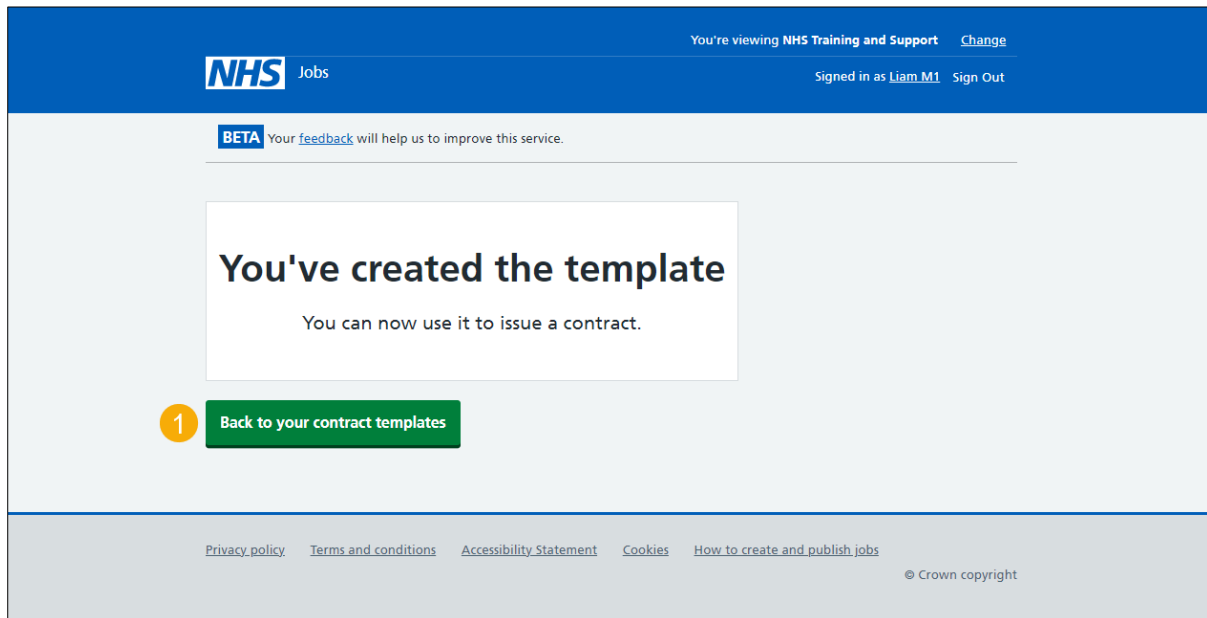 You're viewing NHS Training and Support Change
NHS Jobs
Signed in as Liam M1 Sign Out
BETA Your feedback will help us to improve this service.
You've created the template
You can now use it to issue a contract.
1 Back to your contract templates
Privacy policy Terms and conditions Accessibility Statement Cookies How to create and publish jobs
© Crown copyright